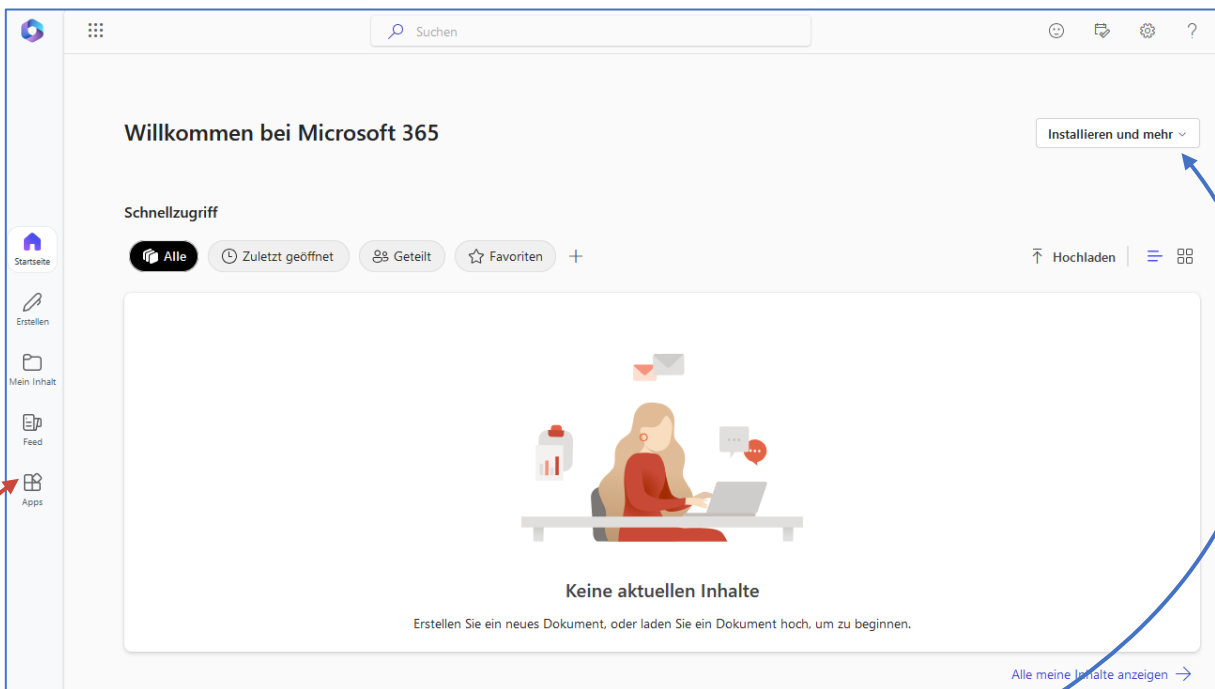 Suchen
Willkommen bei Microsoft 365
Installieren und mehr
Schnellzugriff
Alle
Zuletzt geöffnet
Geteilt
Favoriten
Hochladen
Startseite
Erstellen
Mein Inhalt
Feed
Apps
Keine aktuellen Inhalte
Erstellen Sie ein neues Dokument, oder laden Sie ein Dokument hoch, um zu beginnen.
Alle meine Inhalte anzeigen